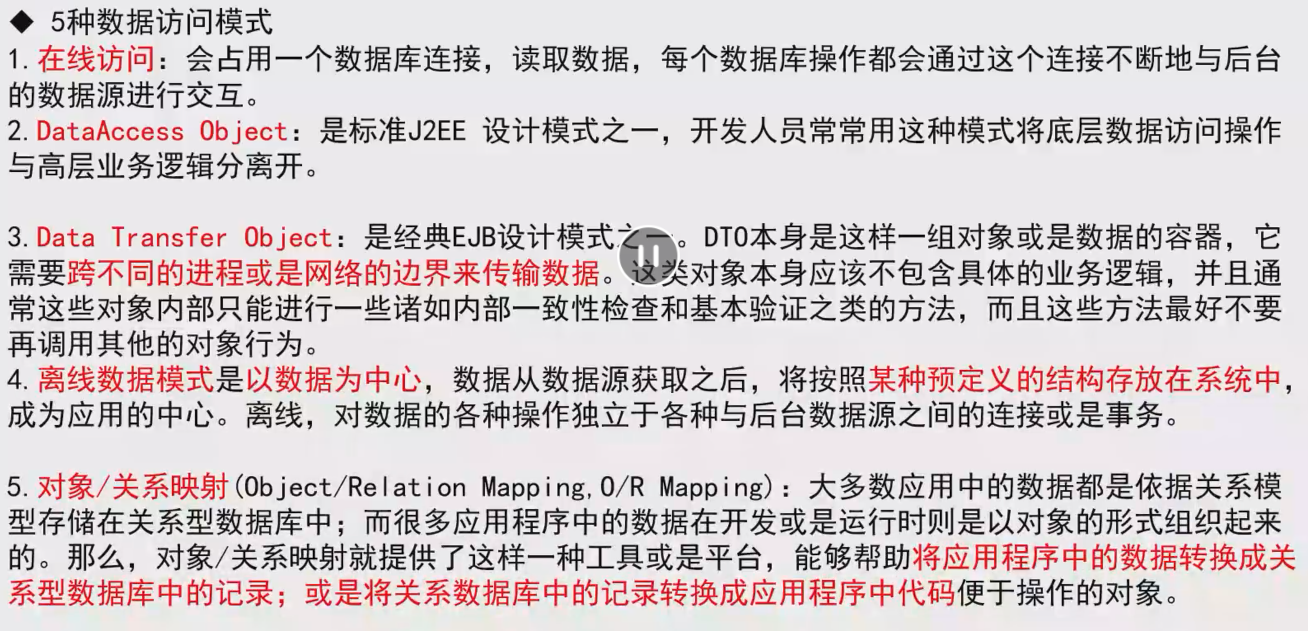 ◆ 5种数据访问模式
1. 在线访问：会占用一个数据库连接，读取数据，每个数据库操作都会通过这个连接不断地与后台
的数据源进行交互。
2. DataAccess Object：是标准J2EE 设计模式之一，开发人员常常用这种模式将底层数据访问操作
与高层业务逻辑分离开。
3. Data Transfer Object：是经典EJB设计模式之一。DTO本身是这样一组对象或是数据的容器，它
需要跨不同的进程或是网络的边界来传输数据。这类对象本身应该不包含具体的业务逻辑，并且通
常这些对象内部只能进行一些诸如内部一致性检查和基本验证之类的方法，而且这些方法最好不要
再调用其他的对象行为。
4. 离线数据模式是以数据为中心，数据从数据源获取之后，将按照某种预定义的结构存放在系统中，
成为应用的中心。离线，对数据的各种操作独立于各种与后台数据源之间的连接或是事务。
5. 对象/关系映射(Object/Relation Mapping,O/R Mapping)：大多数应用中的数据都是依据关系模
型存储在关系型数据库中；而很多应用程序中的数据在开发或是运行时则是以对象的形式组织起来
的。那么，对象/关系映射就提供了这样一种工具或是平台，能够帮助将应用程序中的数据转换成关
系型数据库中的记录；或是将关系数据库中的记录转换成应用程序中代码便于操作的对象。